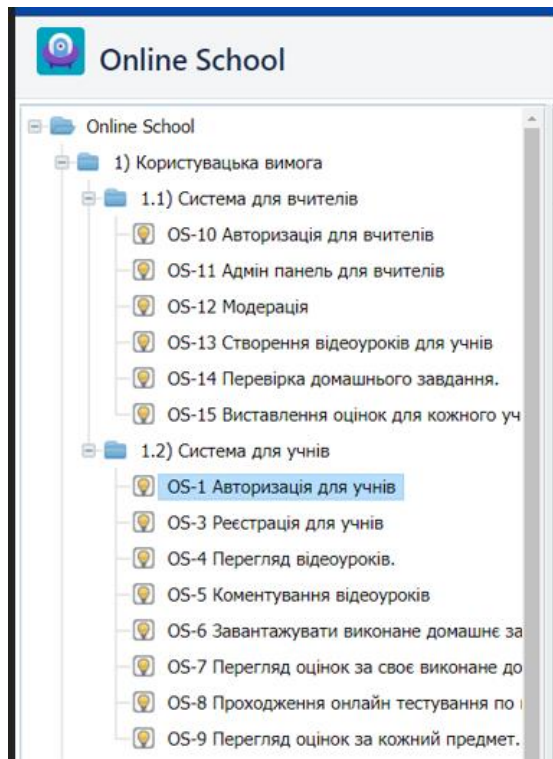 Online School
Online School
1) Користувацька вимога
1.1) Система для вчителів
OS-10 Авторизація для вчителів
OS-11 Адмін панель для вчителів
OS-12 Модерація
OS-13 Створення відеоуроків для учнів
OS-14 Перевірка домашнього завдання.
OS-15 Виставлення оцінок для кожного уч
1.2) Система для учнів
OS-1 Авторизація для учнів
OS-3 Реєстрація для учнів
OS-4 Перегляд відеоуроків.
OS-5 Коментування відеоуроків
OS-6 Завантажувати виконане домашнє за
OS-7 Перегляд оцінок за своє виконане до
OS-8 Проходження онлайн тестування по
OS-9 Перегляд оцінок за кожний предмет.